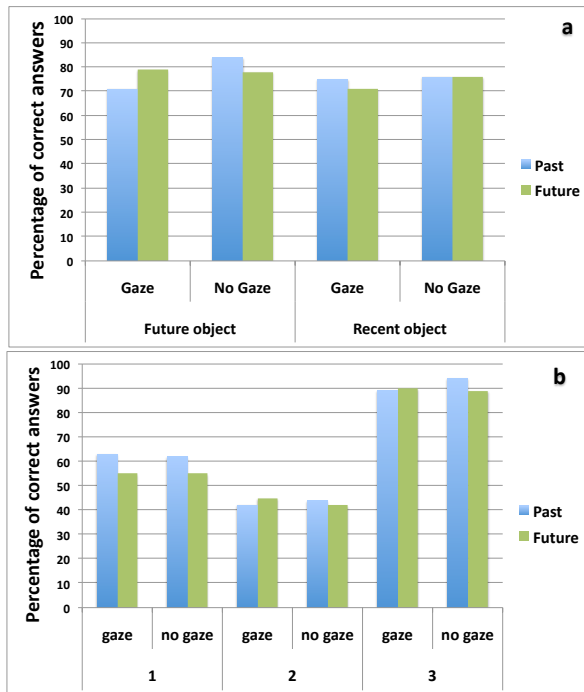 a
Percentage of correct answers
100
90
80
70
60
50
40
30
20
10
0
Gaze No Gaze Gaze No Gaze
Future object Recent object
Past
Future
b
Percentage of correct answers
100
90
80
70
60
50
40
30
20
10
0
gaze no gaze gaze no gaze gaze no gaze
1 2 3
Past
Future